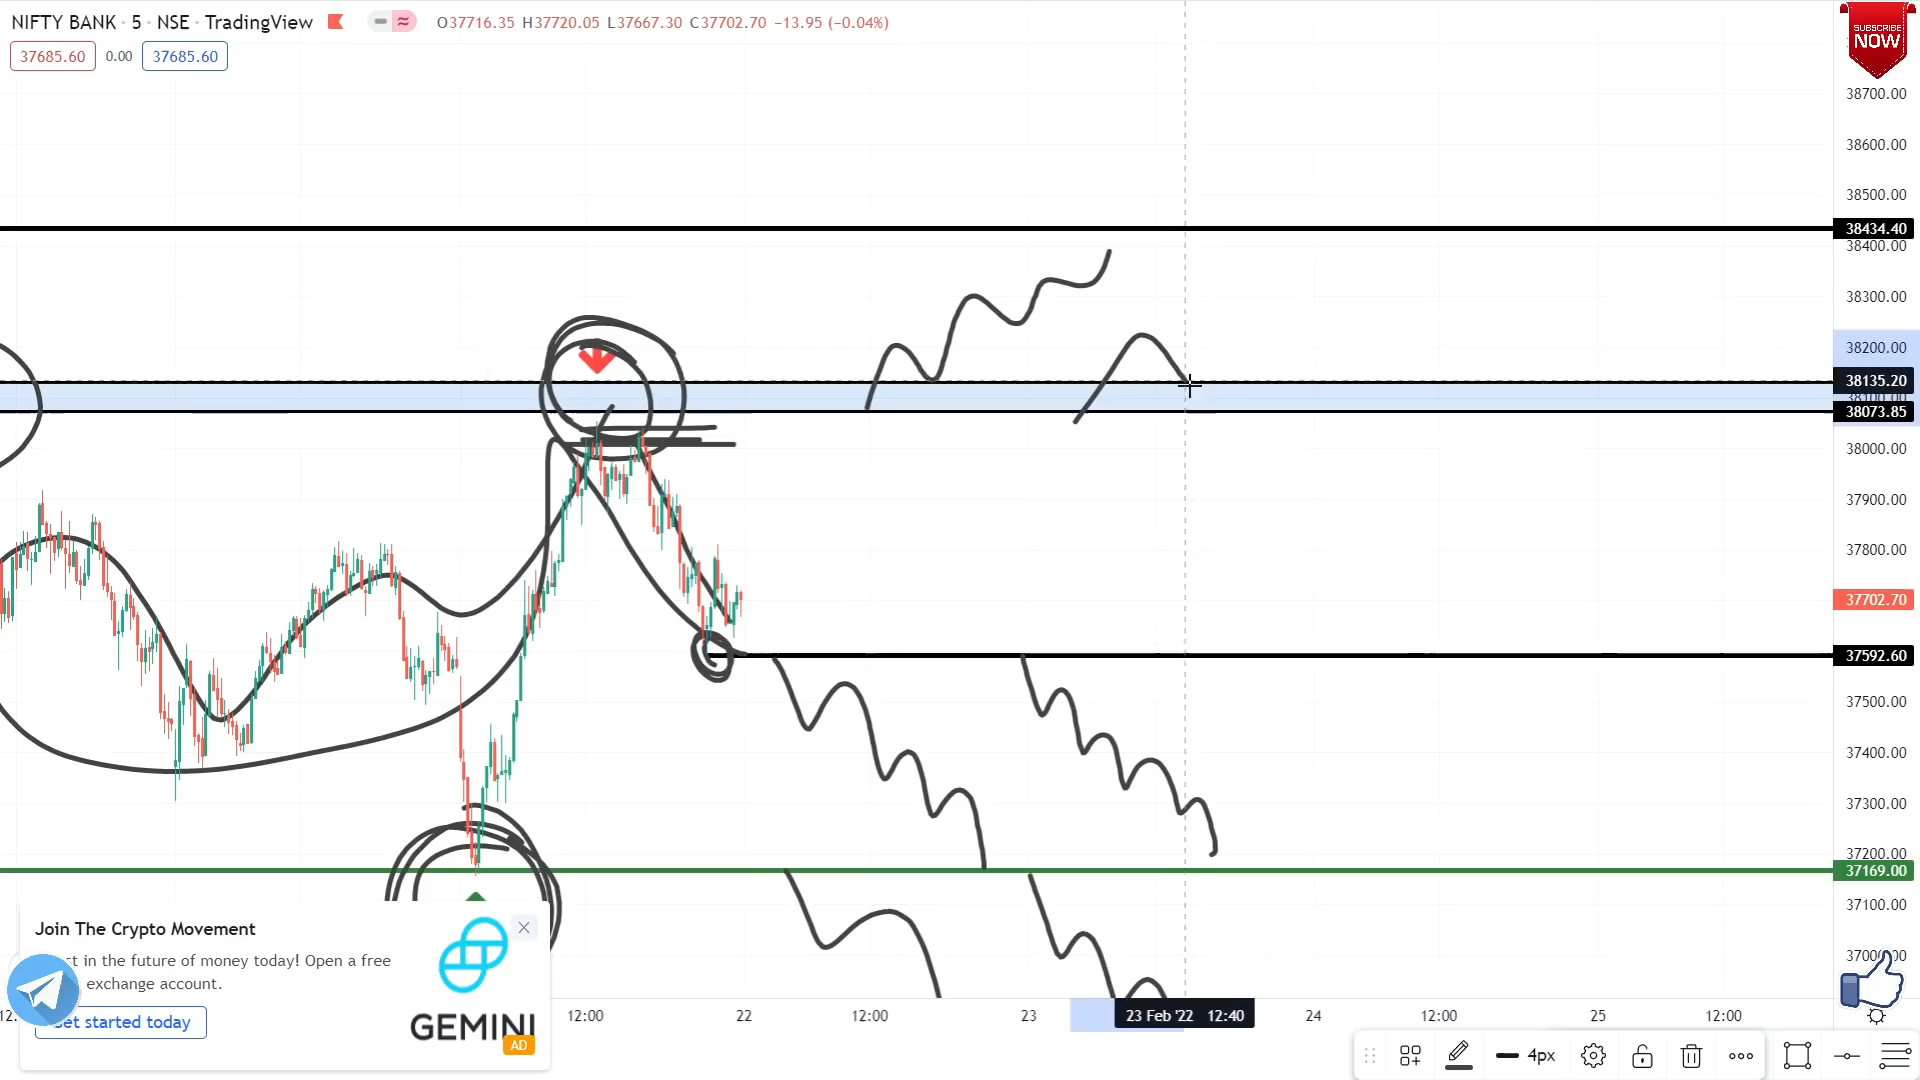 NIFTY BANK · 5 · NSE · TradingView
O37716.35 H37720.05 L37667.30 C37702.70 −13.95 (−0.04%)
37685.60 0.00 37685.60
SUBSCRIBE
NOW
38700.00
38600.00
38500.00
38434.40
38400.00
38300.00
38200.00
38135.20
38073.85
38000.00
37900.00
37800.00
37702.70
37592.60
37500.00
37400.00
37300.00
37200.00
37169.00
37100.00
Join The Crypto Movement
in the future of money today! Open a free
exchange account.
started today
GEMINI
AD
12:00 22 12:00 23 23 Feb '22 12:40 24 12:00 25 12:00
4px